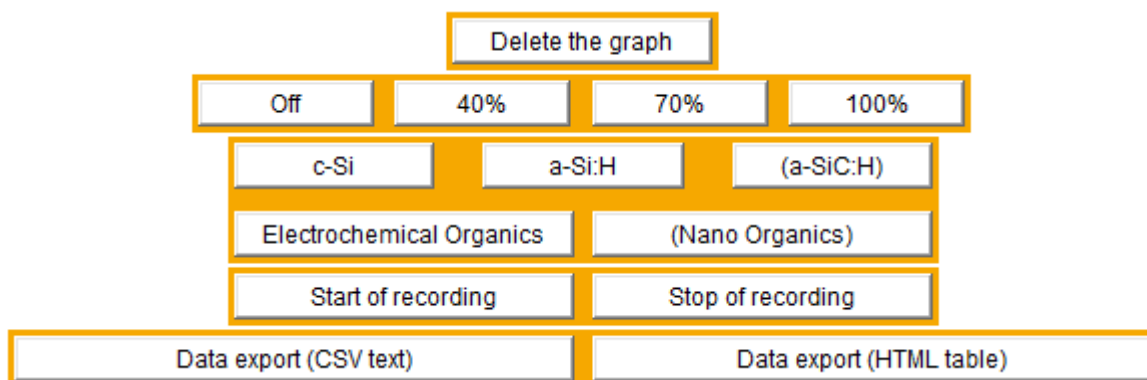 Delete the graph
Off 40% 70% 100%
c-Si a-Si:H (a-SiC:H)
Electrochemical Organics (Nano Organics)
Start of recording Stop of recording
Data export (CSV text) Data export (HTML table)